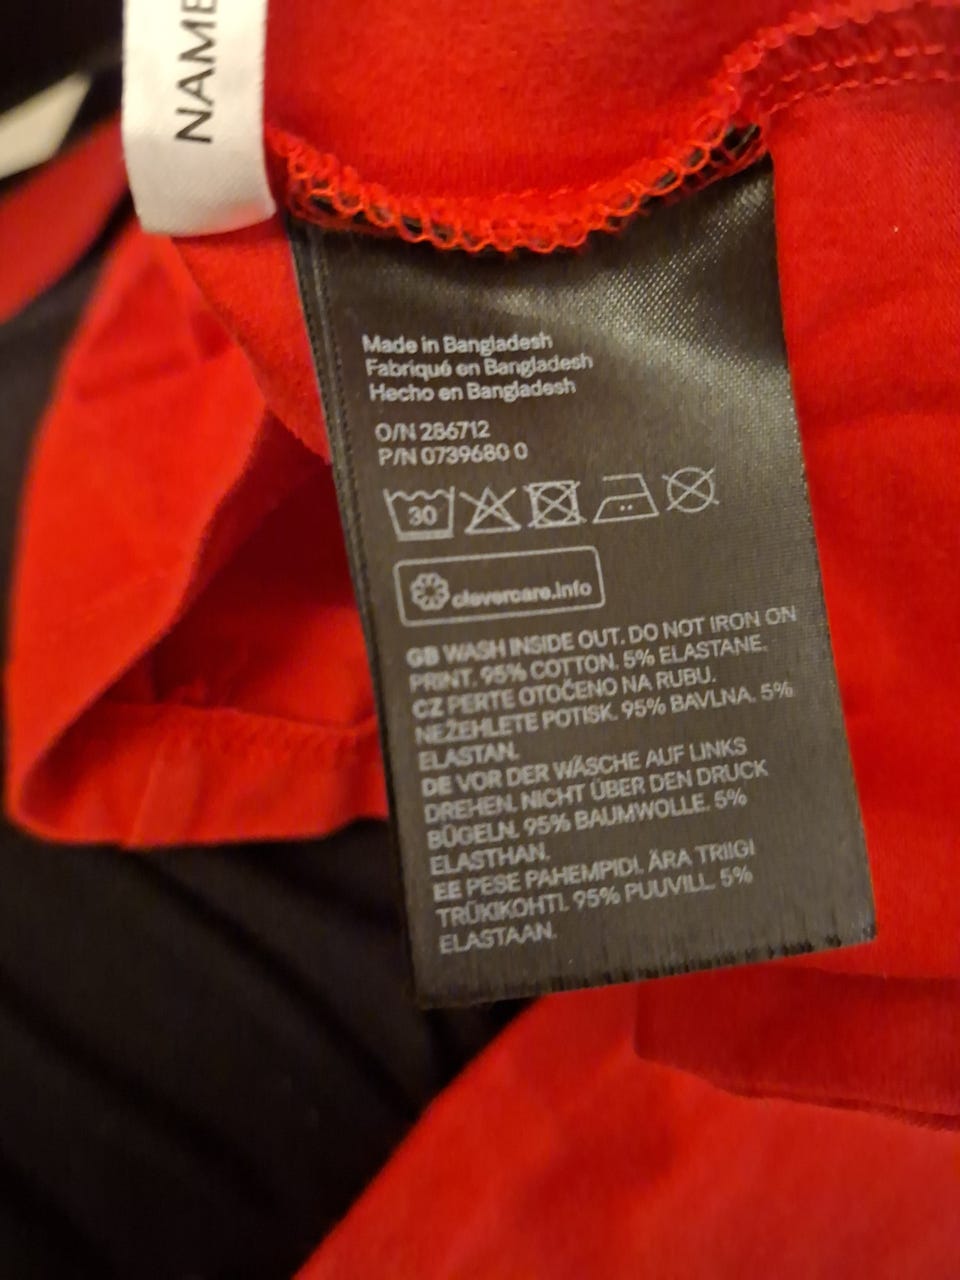 NAME
Made in Bangladesh
Fabriqué en Bangladesh
Hecho en Bangladesh
O/N 286712
P/N 0739680 0
30
clevercare.info
GB WASH INSIDE OUT. DO NOT IRON ON
PRINT. 95% COTTON. 5% ELASTANE.
CZ PERTE OTOČENO NA RUBU.
NEŽEHLETE POTISK. 95% BAVLNA. 5%
ELASTAN.
DE VOR DER WÄSCHE AUF LINKS
DREHEN. NICHT ÜBER DEN DRUCK
BÜGELN. 95% BAUMWOLLE. 5%
ELASTHAN.
EE PESE PAHEMPIDI. ÄRA TRIIGI
TRÜKIKOHTI. 95% PUUVILL. 5%
ELASTAAN.